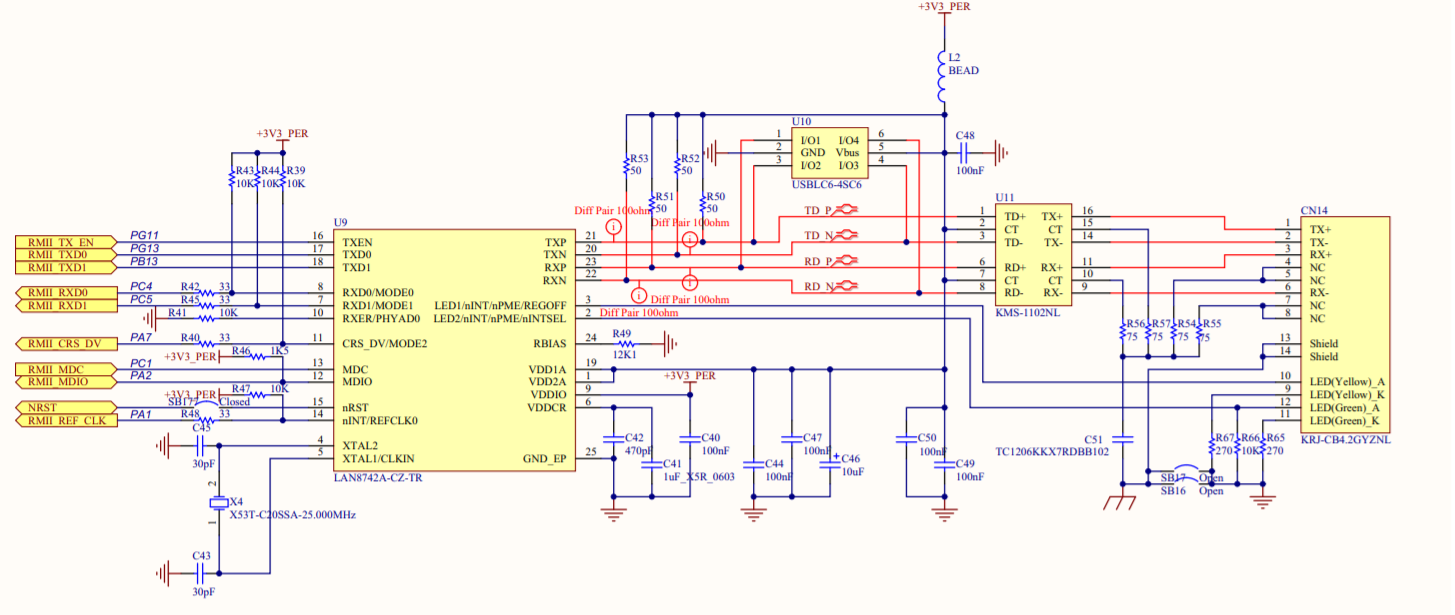 +3V3_PER
L2
BEAD
U10
1 I/O1 I/O4 6
2 GND Vbus 5
3 I/O2 I/O3 4
USBLC6-4SC6
C48
100nF
+3V3_PER
R43 R44 R39
10K 10K 10K
R53
50
R52
50
R51
50
R50
50
Diff Pair 100ohm
Diff Pair 100ohm
TD_P
TD_N
RD_P
RD_N
Diff Pair 100ohm
Diff Pair 100ohm
U11
1 TD+ TX+ 16
2 CT CT 15
3 TD- TX- 14
6 RD+ RX+ 11
7 CT CT 10
8 RD- RX- 9
KMS-1102NL
CN14
1 TX+
2 TX-
3 RX+
4 NC
5 NC
6 RX-
7 NC
8 NC
13 Shield
14 Shield
10 LED(Yellow)_A
9 LED(Yellow)_K
12 LED(Green)_A
11 LED(Green)_K
KRJ-CB4.2GYZNL
U9
RMII_TX_EN PG11 16 TXEN TXP 21
RMII_TXD0 PG13 17 TXD0 TXN 20
RMII_TXD1 PB13 18 TXD1 RXP 23
RXN 22
RMII_RXD0 PC4 R42 33 8 RXD0/MODE0
RMII_RXD1 PC5 R45 33 7 RXD1/MODE1 LED1/nINT/nPME/REGOFF 3
R41 10K 10 RXER/PHYAD0 LED2/nINT/nPME/nINTSEL 2
RMII_CRS_DV PA7 R40 33 11 CRS_DV/MODE2 RBIAS 24
R49
12K1
+3V3_PER R46 1K5
RMII_MDC PC1 13 MDC VDD1A 19
RMII_MDIO PA2 12 MDIO VDD2A 1
VDDIO 9
+3V3_PER R47 10K
SB177 Closed
NRST 15 nRST VDDCR 6
RMII_REF_CLK PA1 R48 33 14 nINT/REFCLK0
+3V3_PER
4 XTAL2
5 XTAL1/CLKIN GND_EP 25
LAN8742A-CZ-TR
C45
30pF
2
X4
X53T-C20SSA-25.000MHz
1
C43
30pF
C42
470pF
C41
1uF_X5R_0603
C40
100nF
C44
100nF
C47
100nF
C46
10uF
C50
100nF
C49
100nF
R56 R57 R54 R55
75 75 75 75
C51
TC1206KKX7RDBB102
R67 R66 R65
270 10K 270
SB17 Open
SB16 Open